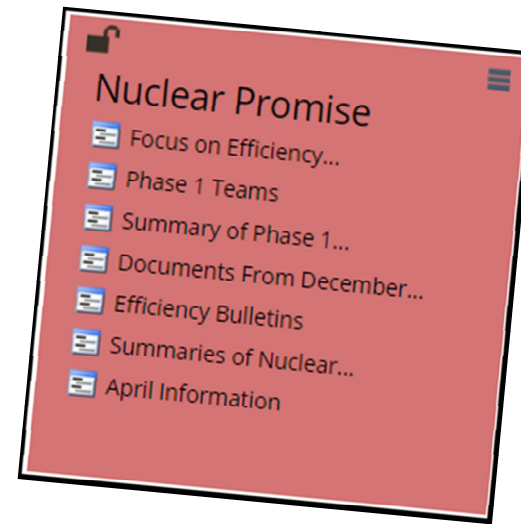 Nuclear Promise
Focus on Efficiency...
Phase 1 Teams
Summary of Phase 1...
Documents From December...
Efficiency Bulletins
Summaries of Nuclear...
April Information